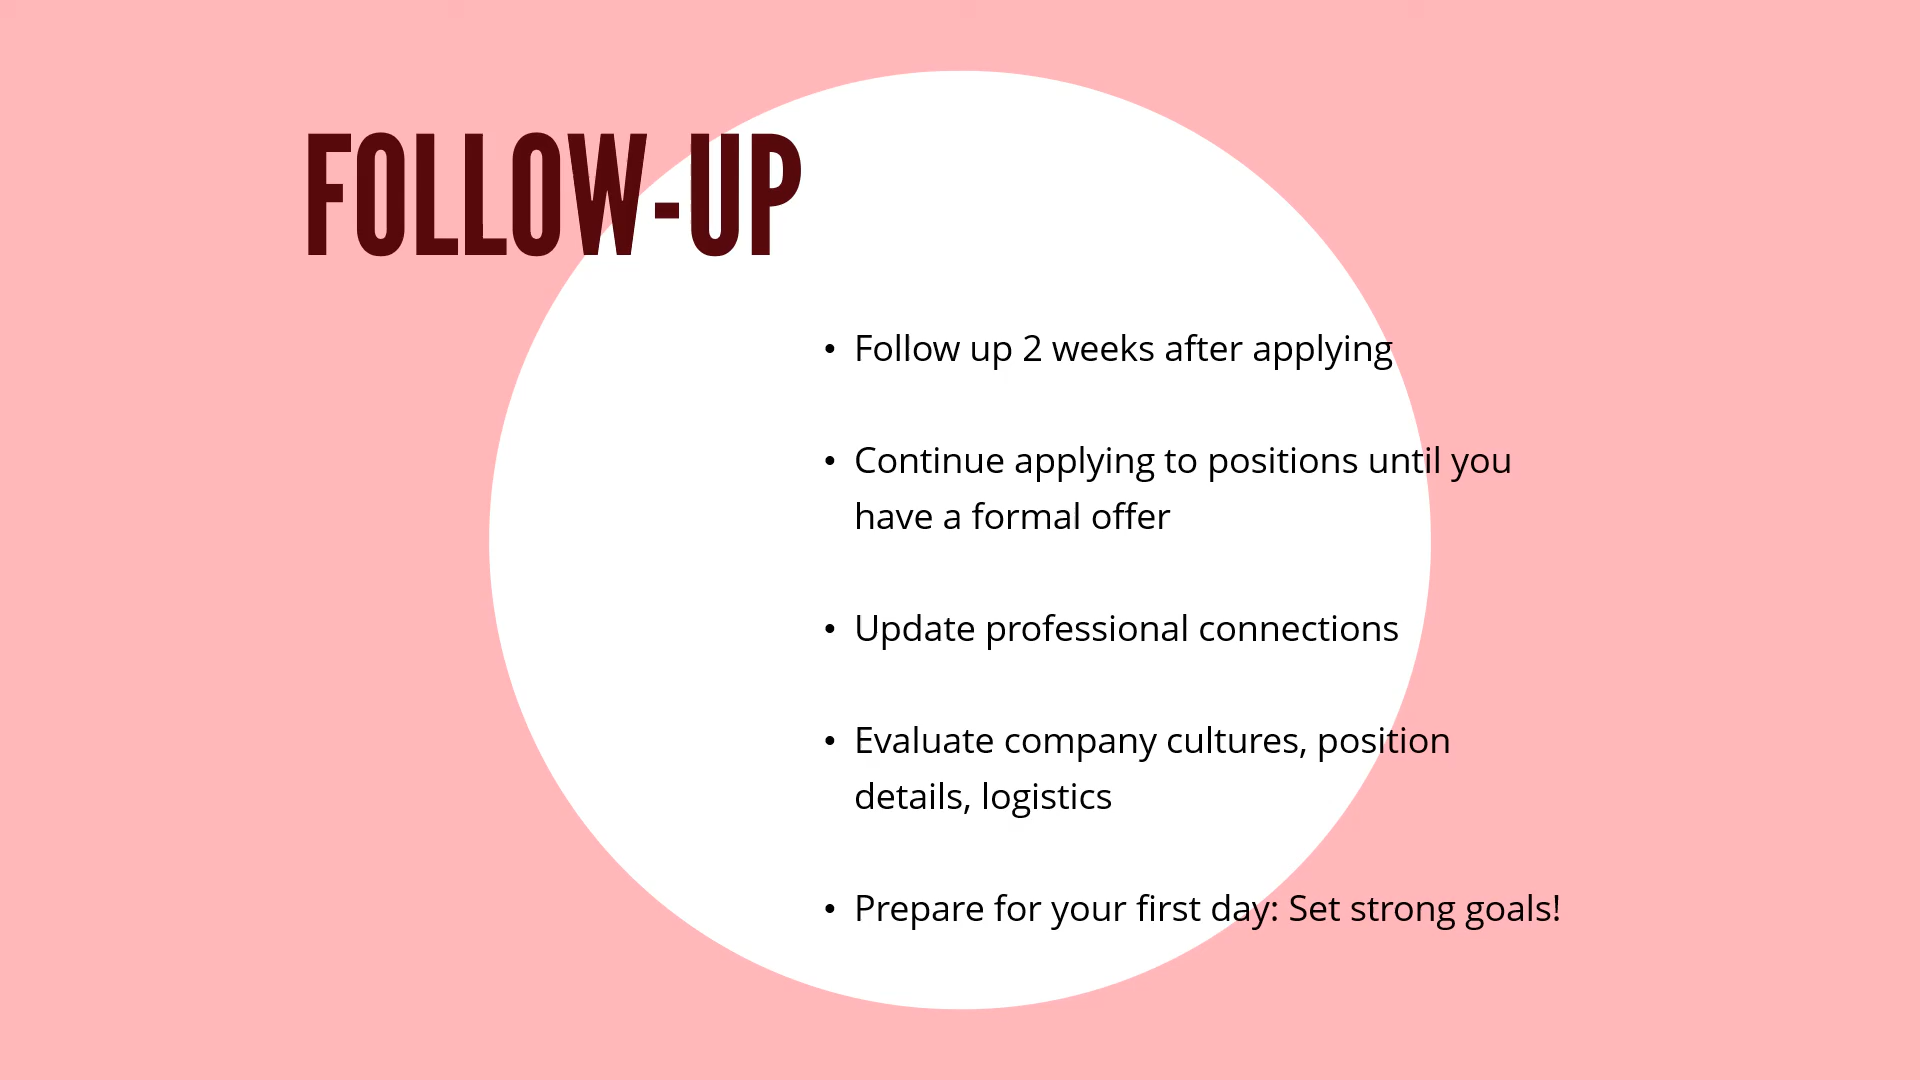 FOLLOW-UP
• Follow up 2 weeks after applying
• Continue applying to positions until you
have a formal offer
• Update professional connections
• Evaluate company cultures, position
details, logistics
• Prepare for your first day: Set strong goals!